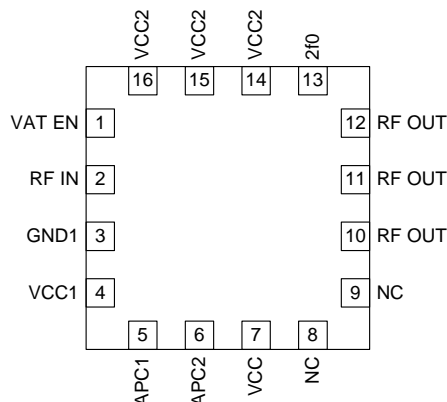 VCC2
VCC2
VCC2
2f0
16
15
14
13
VAT EN
1
12
RF OUT
RF IN
2
11
RF OUT
GND1
3
10
RF OUT
VCC1
4
9
NC
5
6
7
8
APC1
APC2
VCC
NC